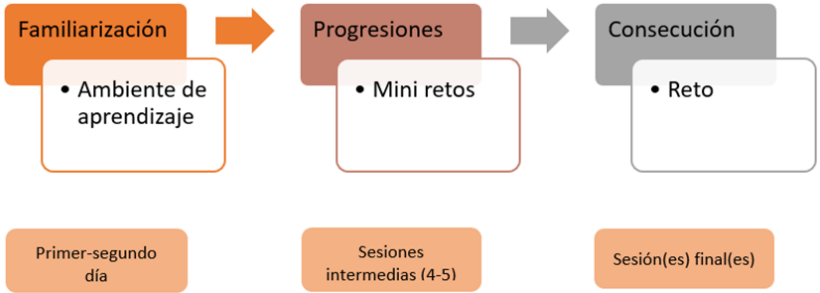 Familiarización
• Ambiente de
aprendizaje
Progresiones
• Mini retos
Consecución
• Reto
Primer-segundo
día
Sesiones
intermedias (4-5)
Sesión(es) final(es)